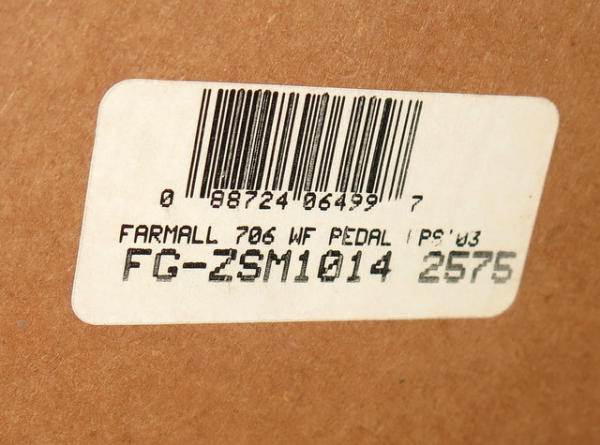 0 88724 06499 7
FARMALL 706 WF PEDAL PS'03
FG-ZSM1014 2575